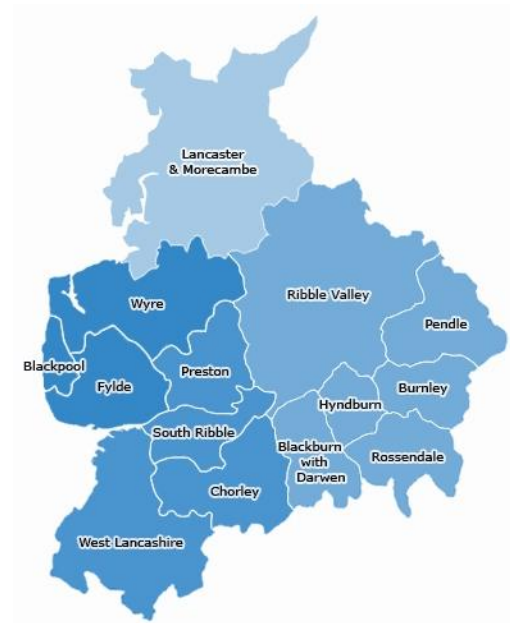 Lancaster
& Morecambe
Wyre
Ribble Valley
Pendle
Blackpool
Fylde
Preston
Burnley
Hyndburn
South Ribble
Blackburn
with
Darwen
Rossendale
Chorley
West Lancashire